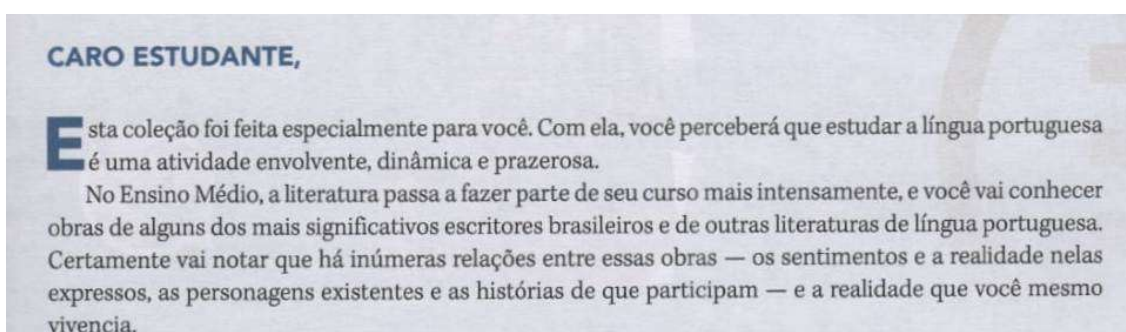 CARO ESTUDANTE,
Esta coleção foi feita especialmente para você. Com ela, você perceberá que estudar a língua portuguesa
é uma atividade envolvente, dinâmica e prazerosa.
No Ensino Médio, a literatura passa a fazer parte de seu curso mais intensamente, e você vai conhecer
obras de alguns dos mais significativos escritores brasileiros e de outras literaturas de língua portuguesa.
Certamente vai notar que há inúmeras relações entre essas obras — os sentimentos e a realidade nelas
expressos, as personagens existentes e as histórias de que participam — e a realidade que você mesmo
vivencia.